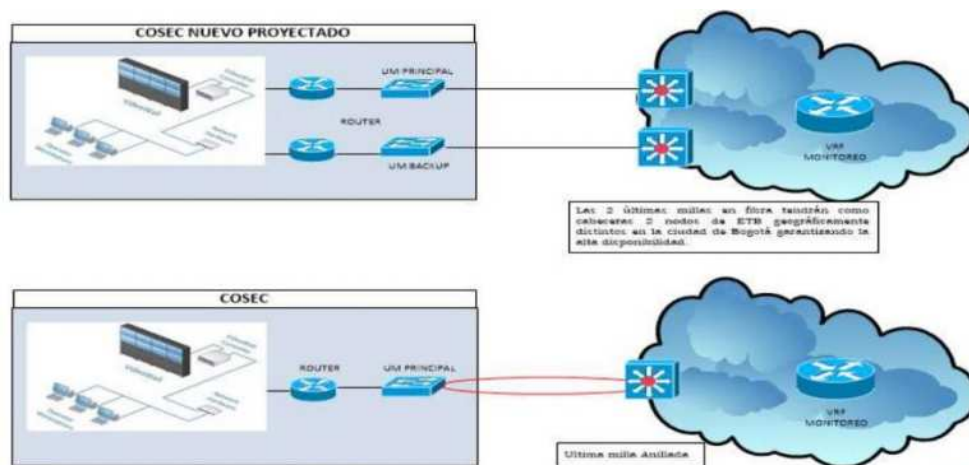 COSEC NUEVO PROYECTADO
UM PRINCIPAL
ROUTER
UM BACKUP
VRF
MONITOREO
Las 2 últimas millas en fibra tendrán como
cabeceras 2 nodos de ETB geográficamente
distintos en la ciudad de Bogotá garantizando la
alta disponibilidad.
COSEC
ROUTER
UM PRINCIPAL
VRF
MONITOREO
Ultima milla Anillada